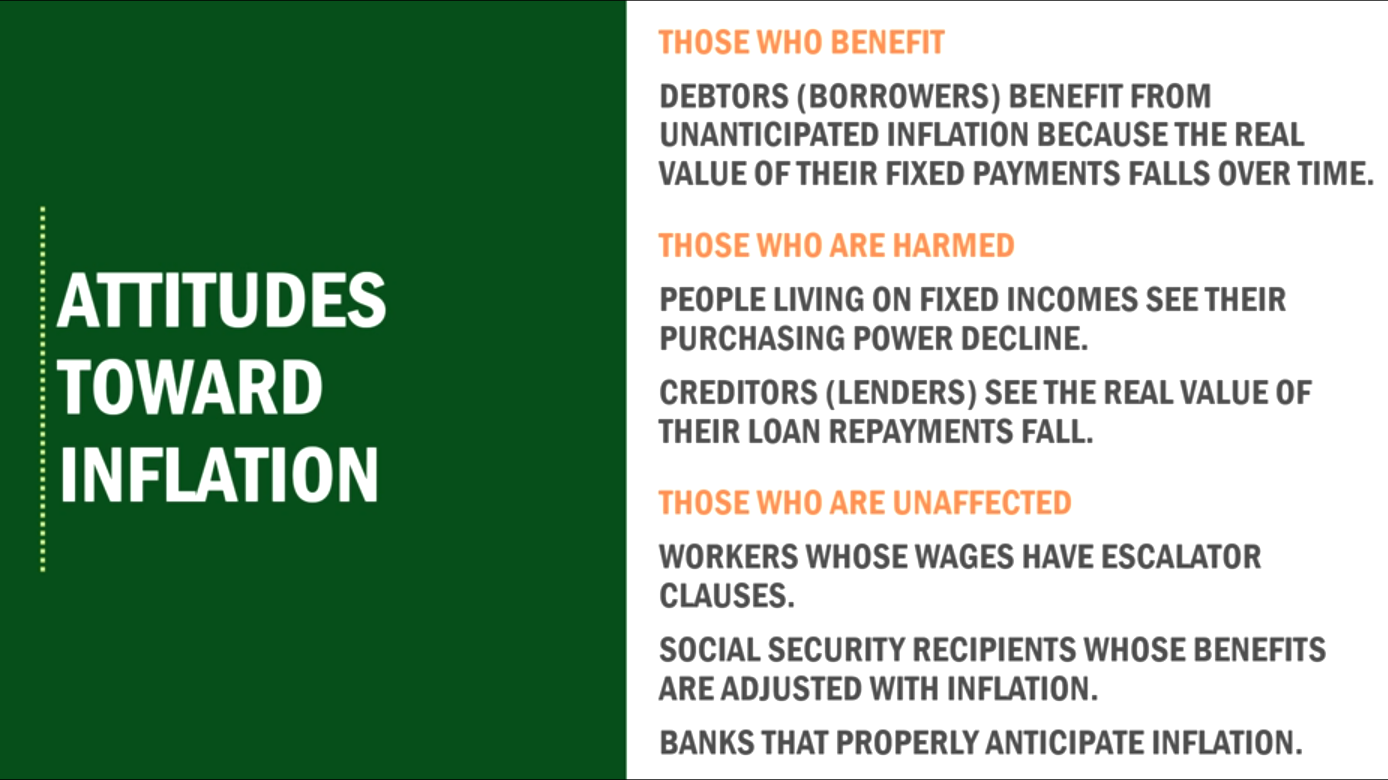 ATTITUDES
TOWARD
INFLATION
THOSE WHO BENEFIT
DEBTORS (BORROWERS) BENEFIT FROM
UNANTICIPATED INFLATION BECAUSE THE REAL
VALUE OF THEIR FIXED PAYMENTS FALLS OVER TIME.
THOSE WHO ARE HARMED
PEOPLE LIVING ON FIXED INCOMES SEE THEIR
PURCHASING POWER DECLINE.
CREDITORS (LENDERS) SEE THE REAL VALUE OF
THEIR LOAN REPAYMENTS FALL.
THOSE WHO ARE UNAFFECTED
WORKERS WHOSE WAGES HAVE ESCALATOR
CLAUSES.
SOCIAL SECURITY RECIPIENTS WHOSE BENEFITS
ARE ADJUSTED WITH INFLATION.
BANKS THAT PROPERLY ANTICIPATE INFLATION.